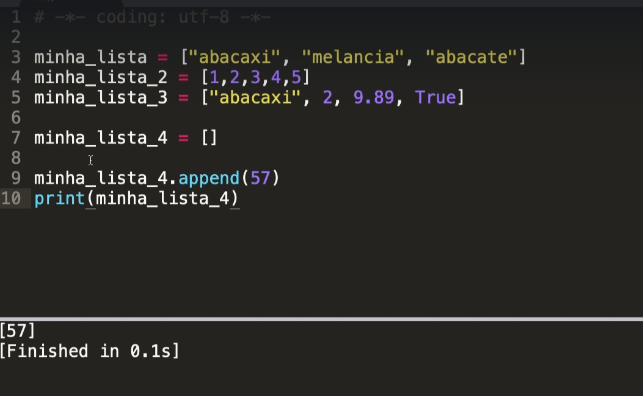 1 # -*- coding: utf-8 -*-
2
3 minha_lista = ["abacaxi", "melancia", "abacate"]
4 minha_lista_2 = [1,2,3,4,5]
5 minha_lista_3 = ["abacaxi", 2, 9.89, True]
6
7 minha_lista_4 = []
8
9 minha_lista_4.append(57)
10 print(minha_lista_4)
[57]
[Finished in 0.1s]